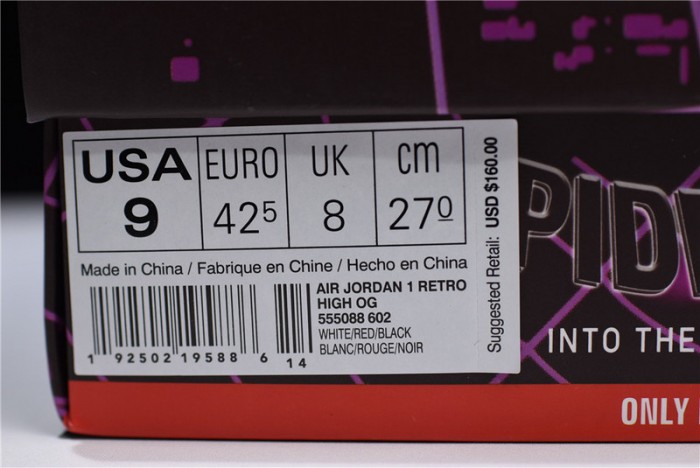 USA EURO UK cm
9 42⁵ 8 27⁰
Made in China / Fabrique en Chine / Hecho en China
AIR JORDAN 1 RETRO
HIGH OG
555088 602
WHITE/RED/BLACK
BLANC/ROUGE/NOIR
1 92502 19588 6 14
Suggested Retail: USD $160.00
PID
INTO THE
ONLY